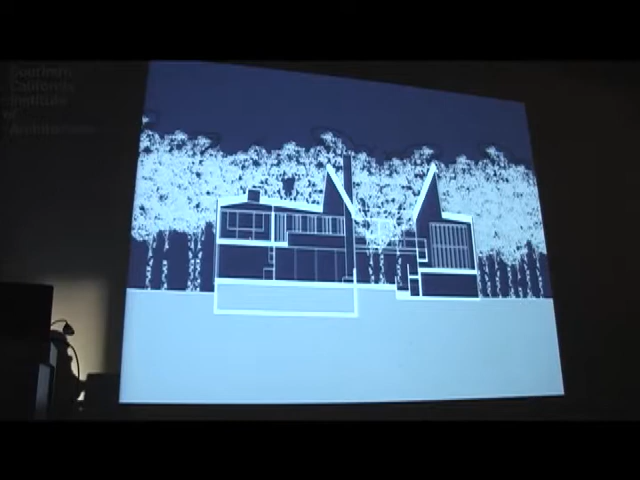 Southern
California
Institute
of
Architecture